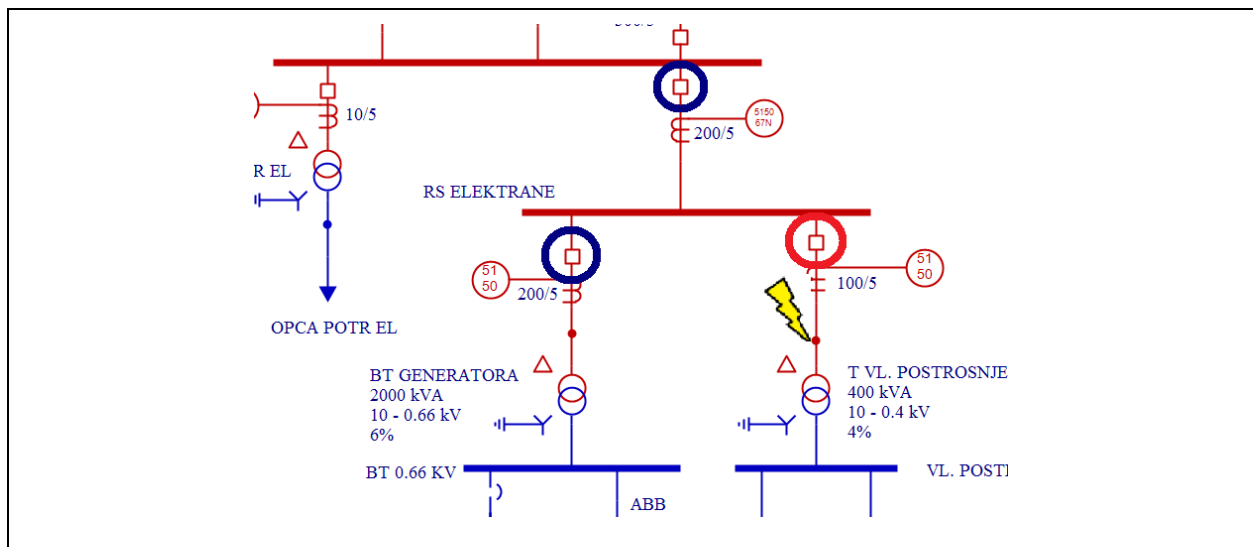 5150
67N
10/5
200/5
R EL
RS ELEKTRANE
51
50
200/5
51
50
100/5
OPCA POTR EL
BT GENERATORA
2000 kVA
10 - 0.66 kV
6%
T VL. POSTROSNJE
400 kVA
10 - 0.4 kV
4%
BT 0.66 KV
ABB
VL. POSTI